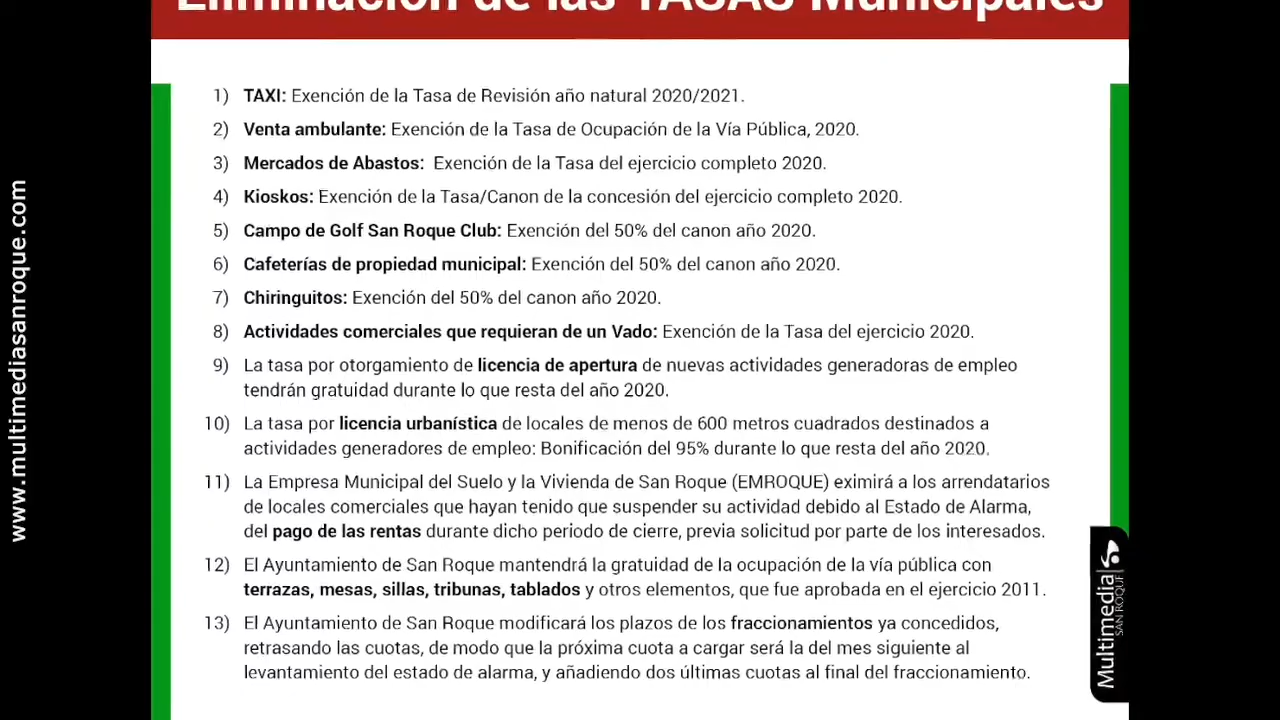 Eliminación de las TASAS Municipales
1) TAXI: Exención de la Tasa de Revisión año natural 2020/2021.
2) Venta ambulante: Exención de la Tasa de Ocupación de la Vía Pública, 2020.
3) Mercados de Abastos: Exención de la Tasa del ejercicio completo 2020.
4) Kioskos: Exención de la Tasa/Canon de la concesión del ejercicio completo 2020.
5) Campo de Golf San Roque Club: Exención del 50% del canon año 2020.
6) Cafeterías de propiedad municipal: Exención del 50% del canon año 2020.
7) Chiringuitos: Exención del 50% del canon año 2020.
8) Actividades comerciales que requieran de un Vado: Exención de la Tasa del ejercicio 2020.
9) La tasa por otorgamiento de licencia de apertura de nuevas actividades generadoras de empleo
tendrán gratuidad durante lo que resta del año 2020.
10) La tasa por licencia urbanística de locales de menos de 600 metros cuadrados destinados a
actividades generadores de empleo: Bonificación del 95% durante lo que resta del año 2020.
11) La Empresa Municipal del Suelo y la Vivienda de San Roque (EMROQUE) eximirá a los arrendatarios
de locales comerciales que hayan tenido que suspender su actividad debido al Estado de Alarma,
del pago de las rentas durante dicho periodo de cierre, previa solicitud por parte de los interesados.
12) El Ayuntamiento de San Roque mantendrá la gratuidad de la ocupación de la vía pública con
terrazas, mesas, sillas, tribunas, tablados y otros elementos, que fue aprobada en el ejercicio 2011.
13) El Ayuntamiento de San Roque modificará los plazos de los fraccionamientos ya concedidos,
retrasando las cuotas, de modo que la próxima cuota a cargar será la del mes siguiente al
levantamiento del estado de alarma, y añadiendo dos últimas cuotas al final del fraccionamiento.
www.multimediasanroque.com
Multimedia
SAN ROQUE